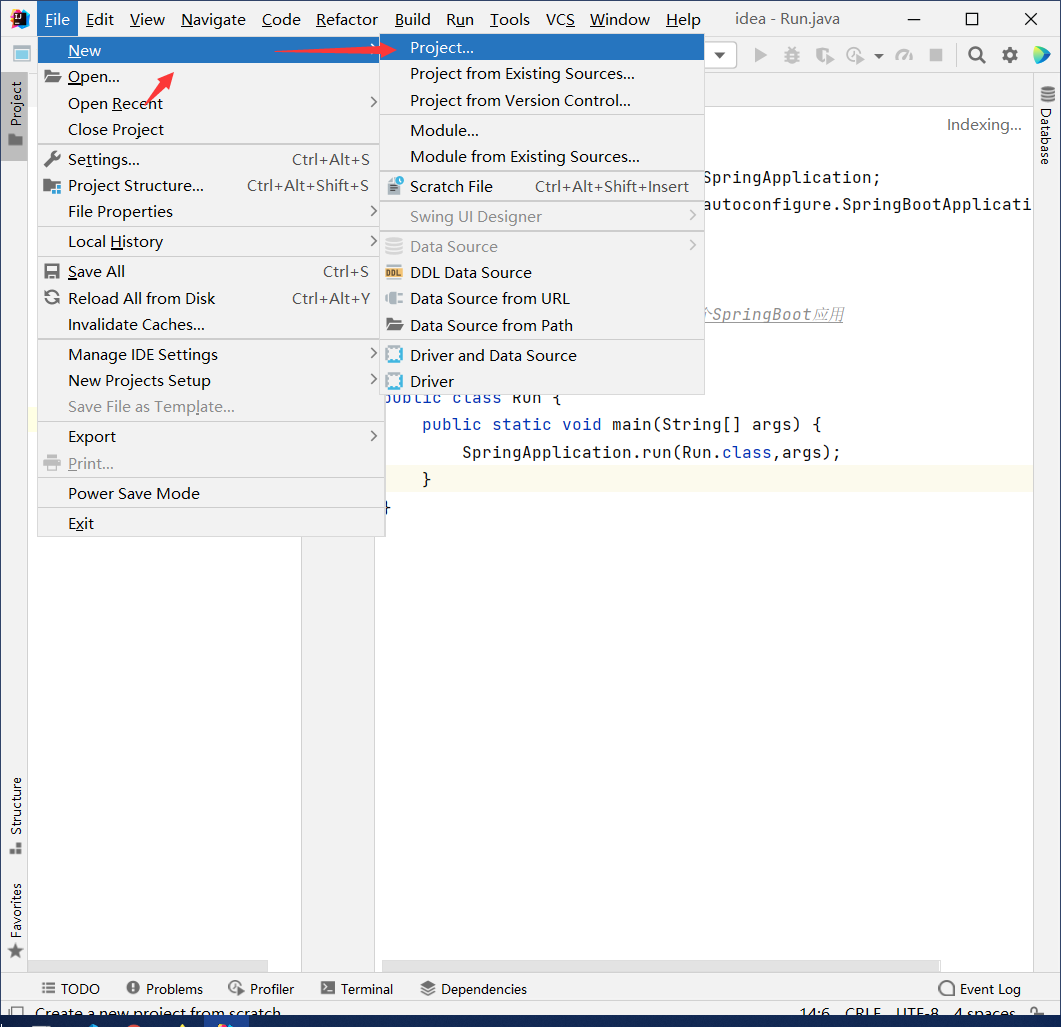 File Edit View Navigate Code Refactor Build Run Tools VCS Window Help idea - Run.java
New
Open...
Open Recent
Close Project
Settings... Ctrl+Alt+S
Project Structure... Ctrl+Alt+Shift+S
File Properties
Local History
Save All Ctrl+S
Reload All from Disk Ctrl+Alt+Y
Invalidate Caches...
Manage IDE Settings
New Projects Setup
Save File as Template...
Export
Print...
Power Save Mode
Exit
Project...
Project from Existing Sources...
Project from Version Control...
Module...
Module from Existing Sources...
Scratch File Ctrl+Alt+Shift+Insert
Swing UI Designer
Data Source
DDL DDL Data Source
Data Source from URL
Data Source from Path
Driver and Data Source
Driver
Project
Structure
Favorites
Database
Indexing...
SpringApplication;
autoconfigure.SpringBootApplicati
个SpringBoot应用
public class Run {
public static void main(String[] args) {
SpringApplication.run(Run.class,args);
}
}
TODO Problems Profiler Terminal Dependencies Event Log
Create a new project from scratch 14:6 CRLF UTF-8 4 spaces